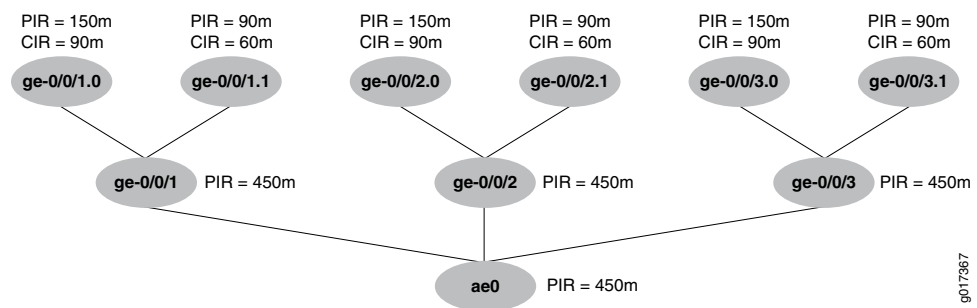 PIR = 150m
CIR = 90m
PIR = 90m
CIR = 60m
PIR = 150m
CIR = 90m
PIR = 90m
CIR = 60m
PIR = 150m
CIR = 90m
PIR = 90m
CIR = 60m
ge-0/0/1.0
ge-0/0/1.1
ge-0/0/2.0
ge-0/0/2.1
ge-0/0/3.0
ge-0/0/3.1
ge-0/0/1
PIR = 450m
ge-0/0/2
PIR = 450m
ge-0/0/3
PIR = 450m
ae0
PIR = 450m
g017367